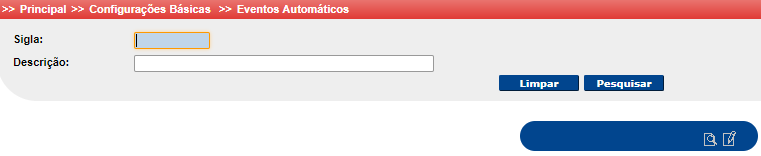 >> Principal >> Configurações Básicas >> Eventos Automáticos
Sigla:
Descrição:
Limpar Pesquisar